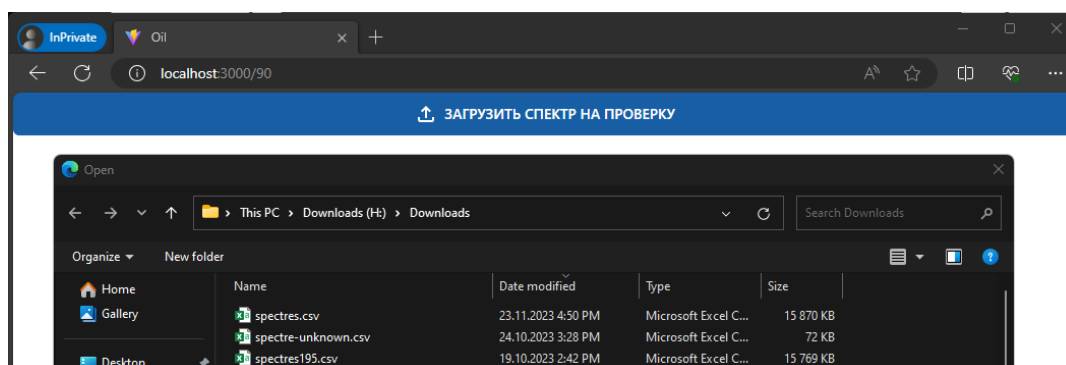 InPrivate Oil
localhost:3000/90
ЗАГРУЗИТЬ СПЕКТР НА ПРОВЕРКУ
Open
This PC > Downloads (H:) > Downloads Search Downloads
Organize New folder
Home Name Date modified Type Size
Gallery spectres.csv 23.11.2023 4:50 PM Microsoft Excel C... 15 870 KB
spectre-unknown.csv 24.10.2023 3:28 PM Microsoft Excel C... 72 KB
Desktop spectres195.csv 19.10.2023 2:42 PM Microsoft Excel C... 15 769 KB